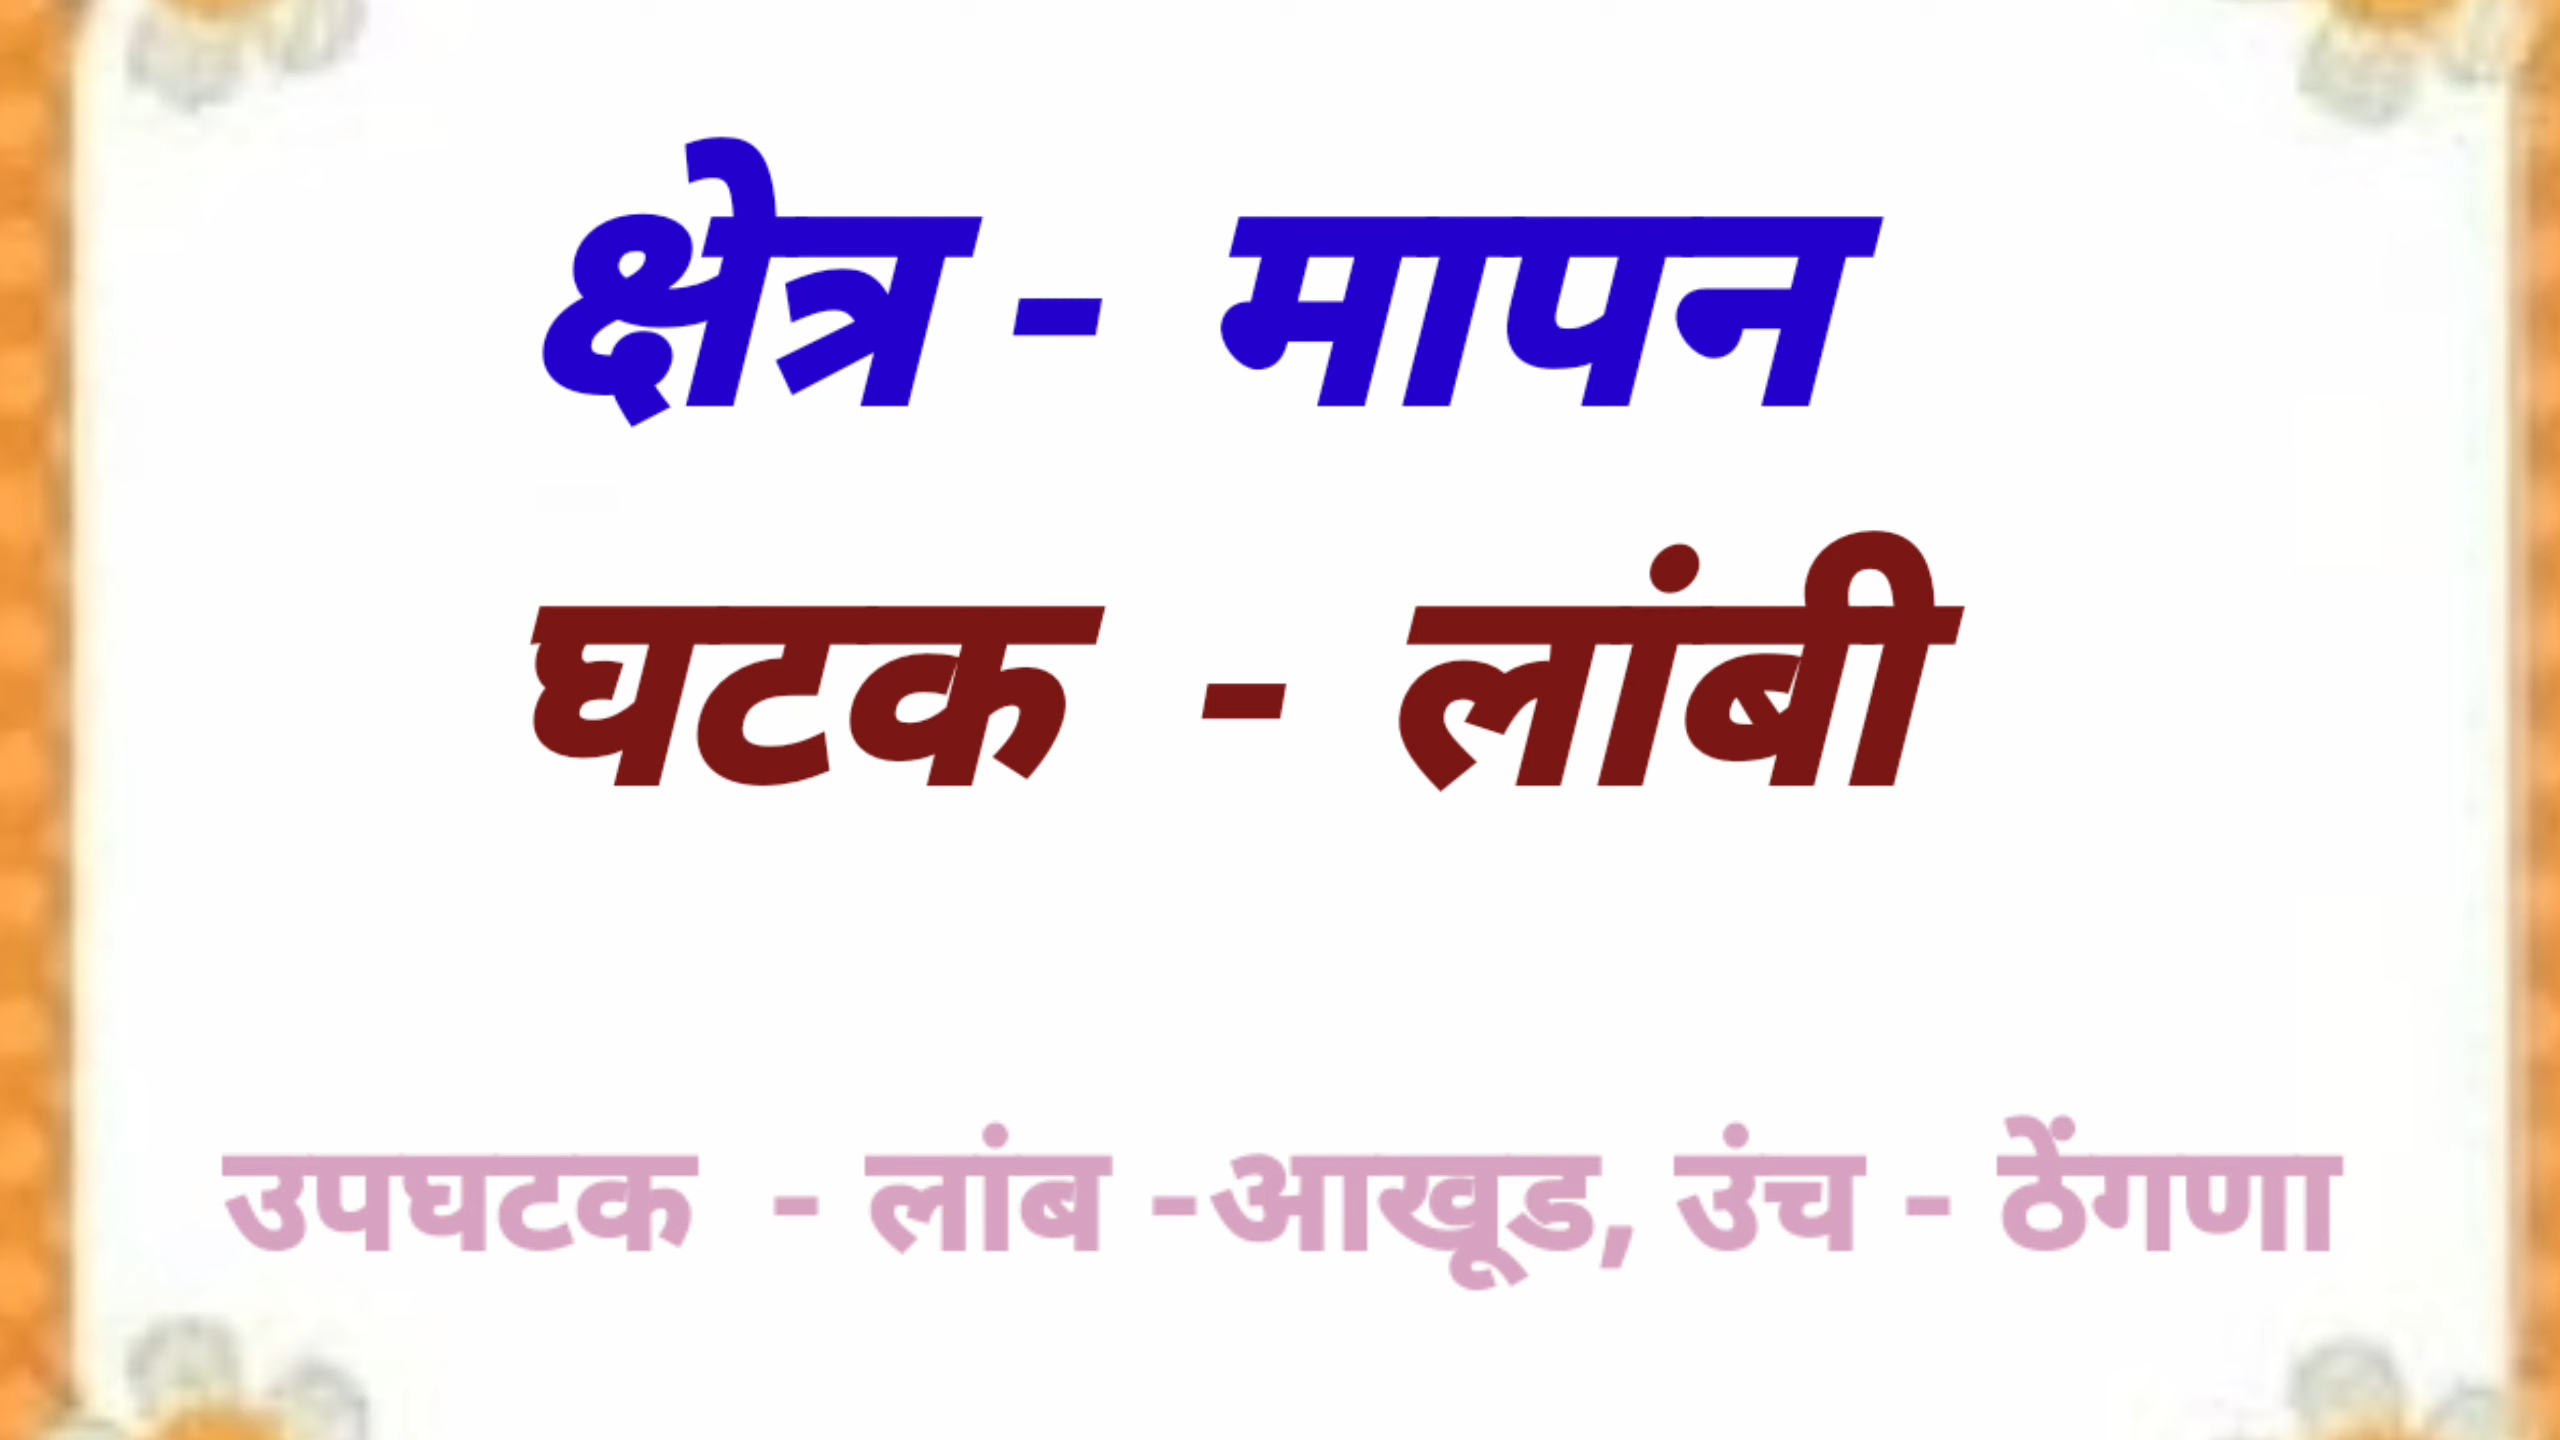 क्षेत्र - मापन
घटक - लांबी
उपघटक - लांब -आखूड, उंच - ठेंगणा